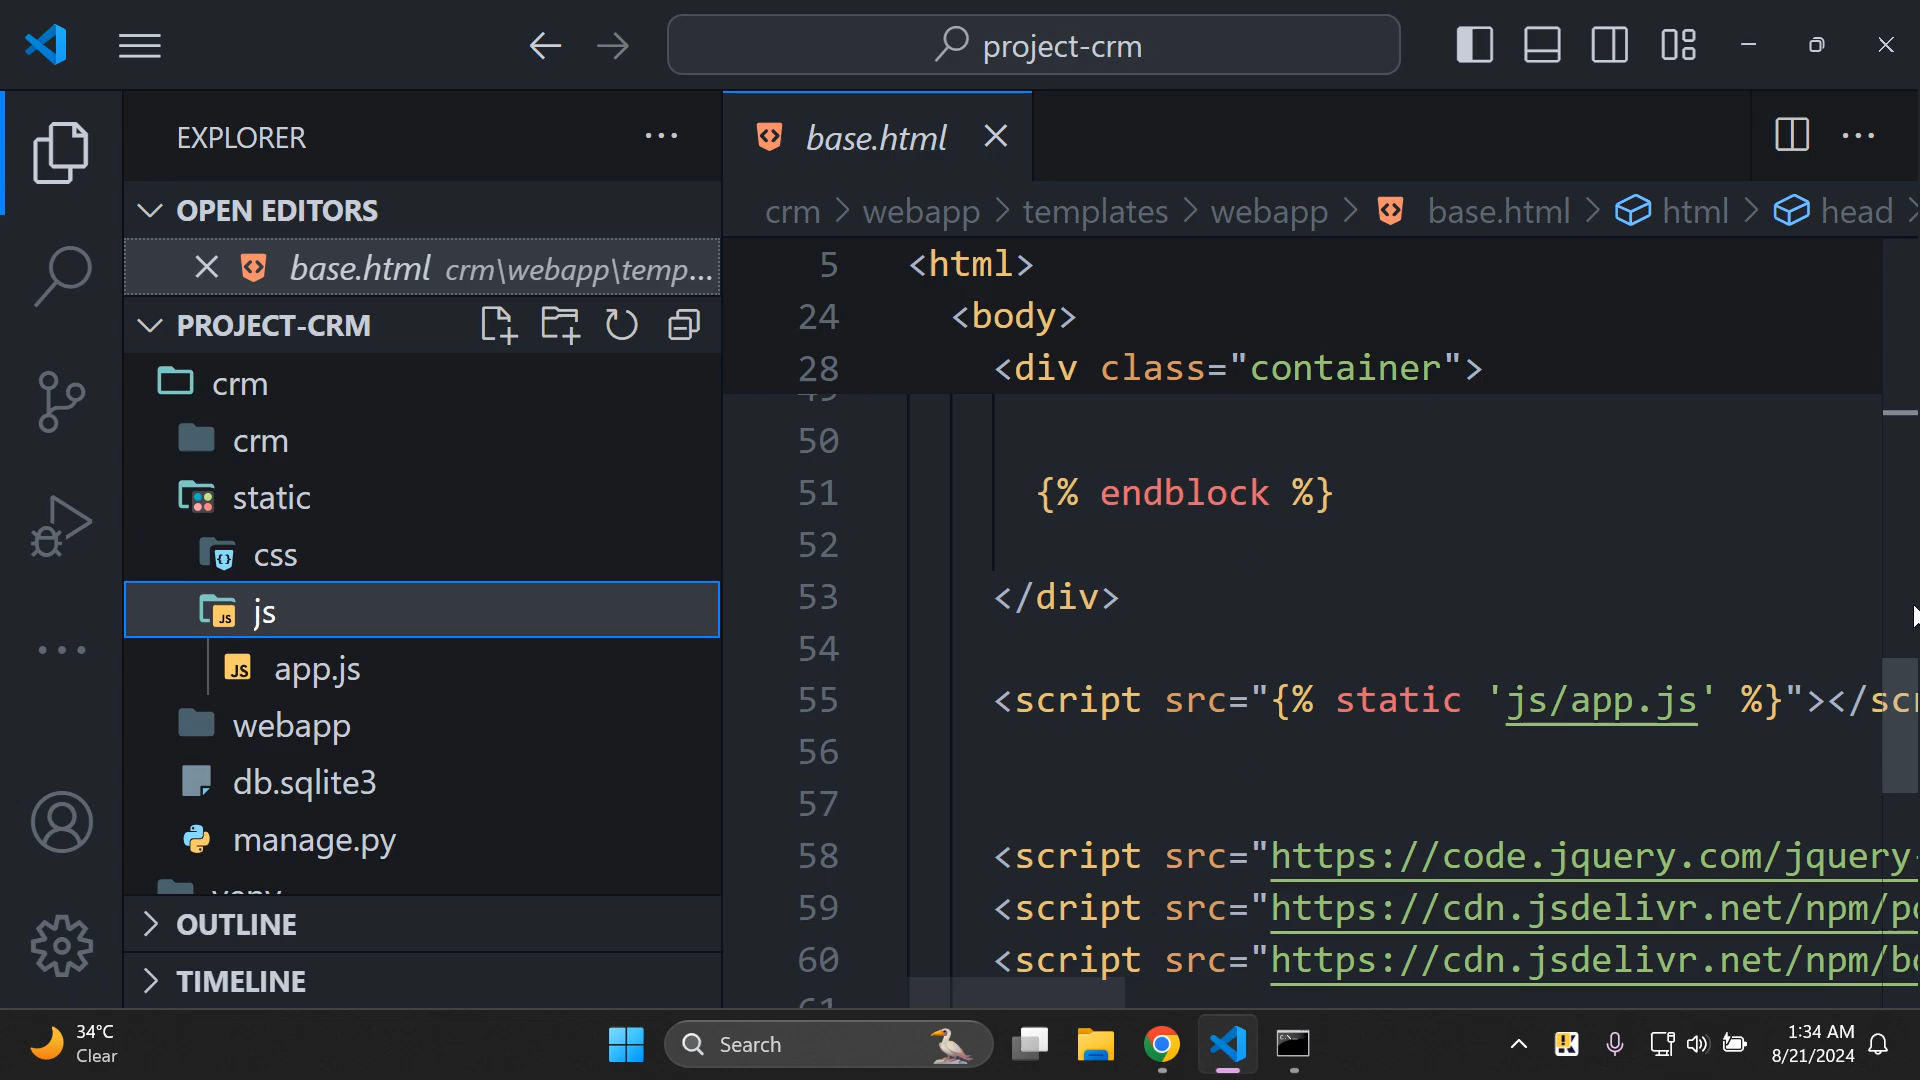 project-crm
EXPLORER
base.html
OPEN EDITORS
crm > webapp > templates > webapp > base.html > html > head >
base.html crm\webapp\temp...
5 <html>
PROJECT-CRM
24 <body>
28 <div class="container">
crm
crm
50
static
51 {% endblock %}
css
52
js
53 </div>
54
app.js
55 <script src="{% static 'js/app.js' %}"></scr
webapp
56
db.sqlite3
57
manage.py
58 <script src="https://code.jquery.com/jquery-
59 <script src="https://cdn.jsdelivr.net/npm/po
OUTLINE
60 <script src="https://cdn.jsdelivr.net/npm/bo
TIMELINE
61
34°C
Clear
Search
1:34 AM
8/21/2024